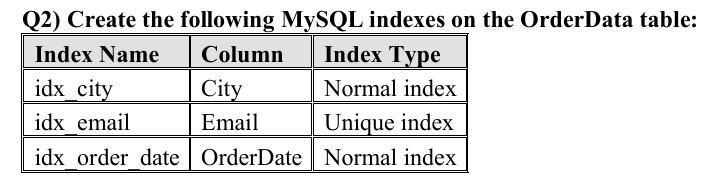 Q2) Create the following MySQL indexes on the OrderData table:
Index Name Column Index Type
idx_city City Normal index
idx_email Email Unique index
idx_order_date OrderDate Normal index